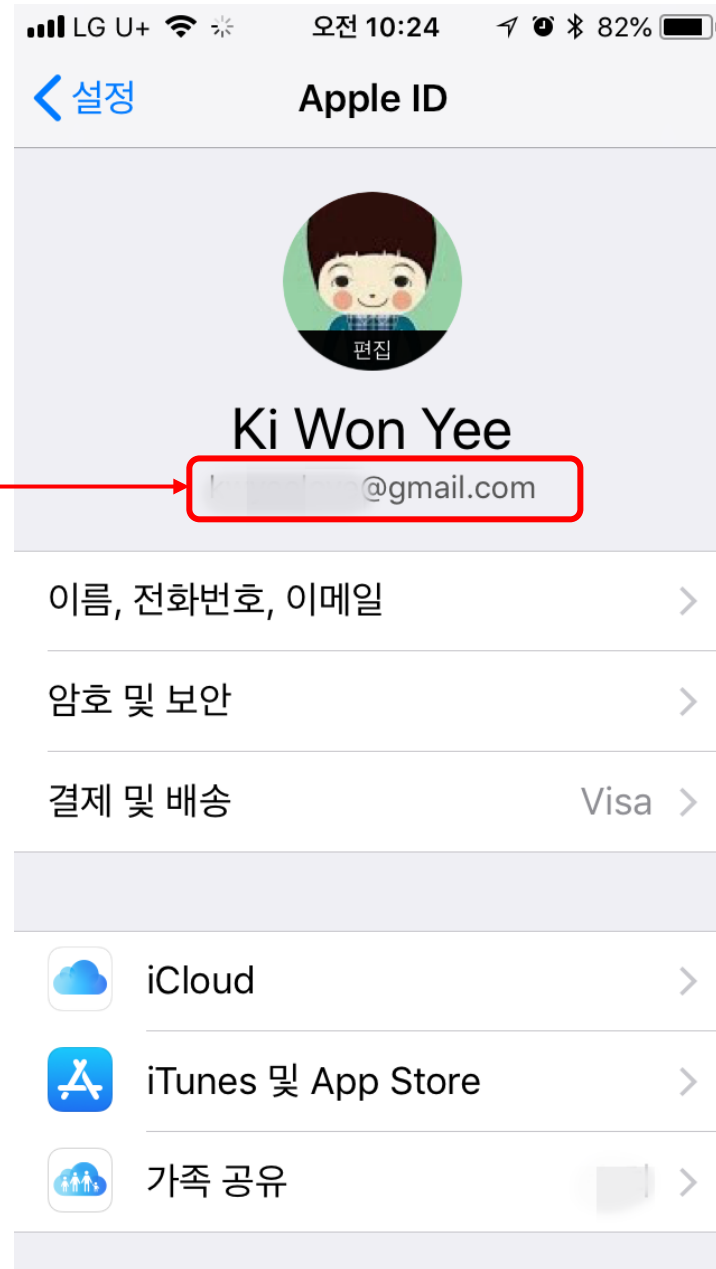 LG U+ 오전 10:24 82%
설정 Apple ID
편집
Ki Won Yee
@gmail.com
이름, 전화번호, 이메일
암호 및 보안
결제 및 배송 Visa
iCloud
iTunes 및 App Store
가족 공유